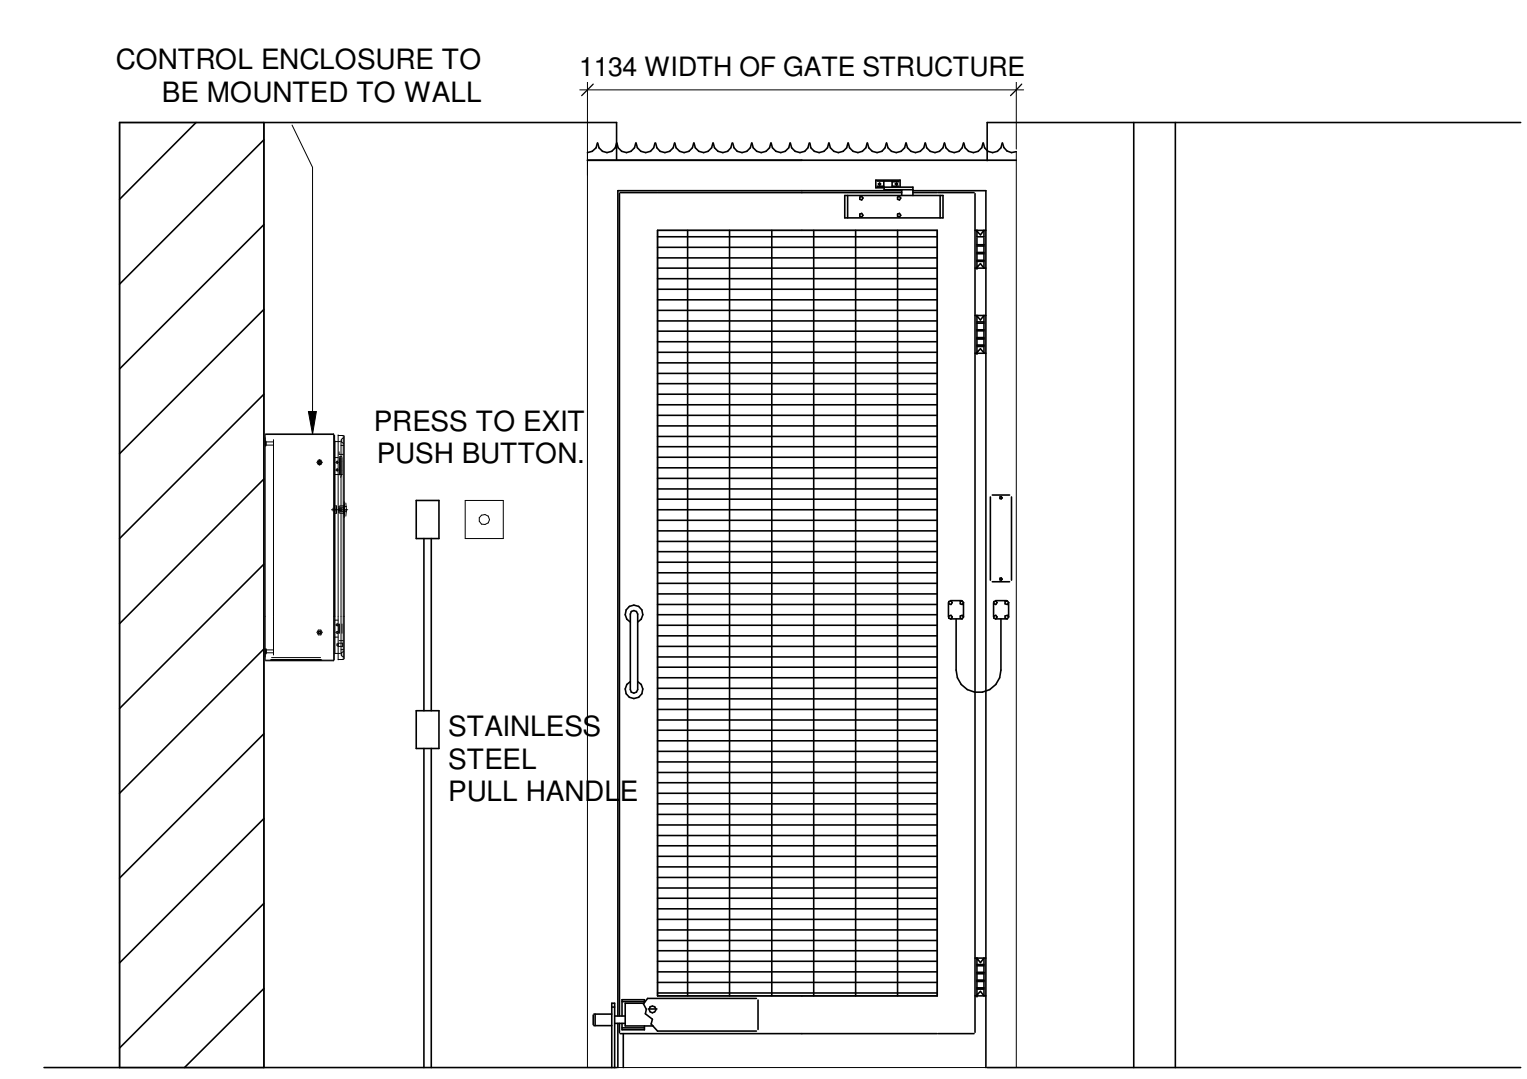 CONTROL ENCLOSURE TO
BE MOUNTED TO WALL
1134 WIDTH OF GATE STRUCTURE
PRESS TO EXIT
PUSH BUTTON.
STAINLESS
STEEL
PULL HANDLE